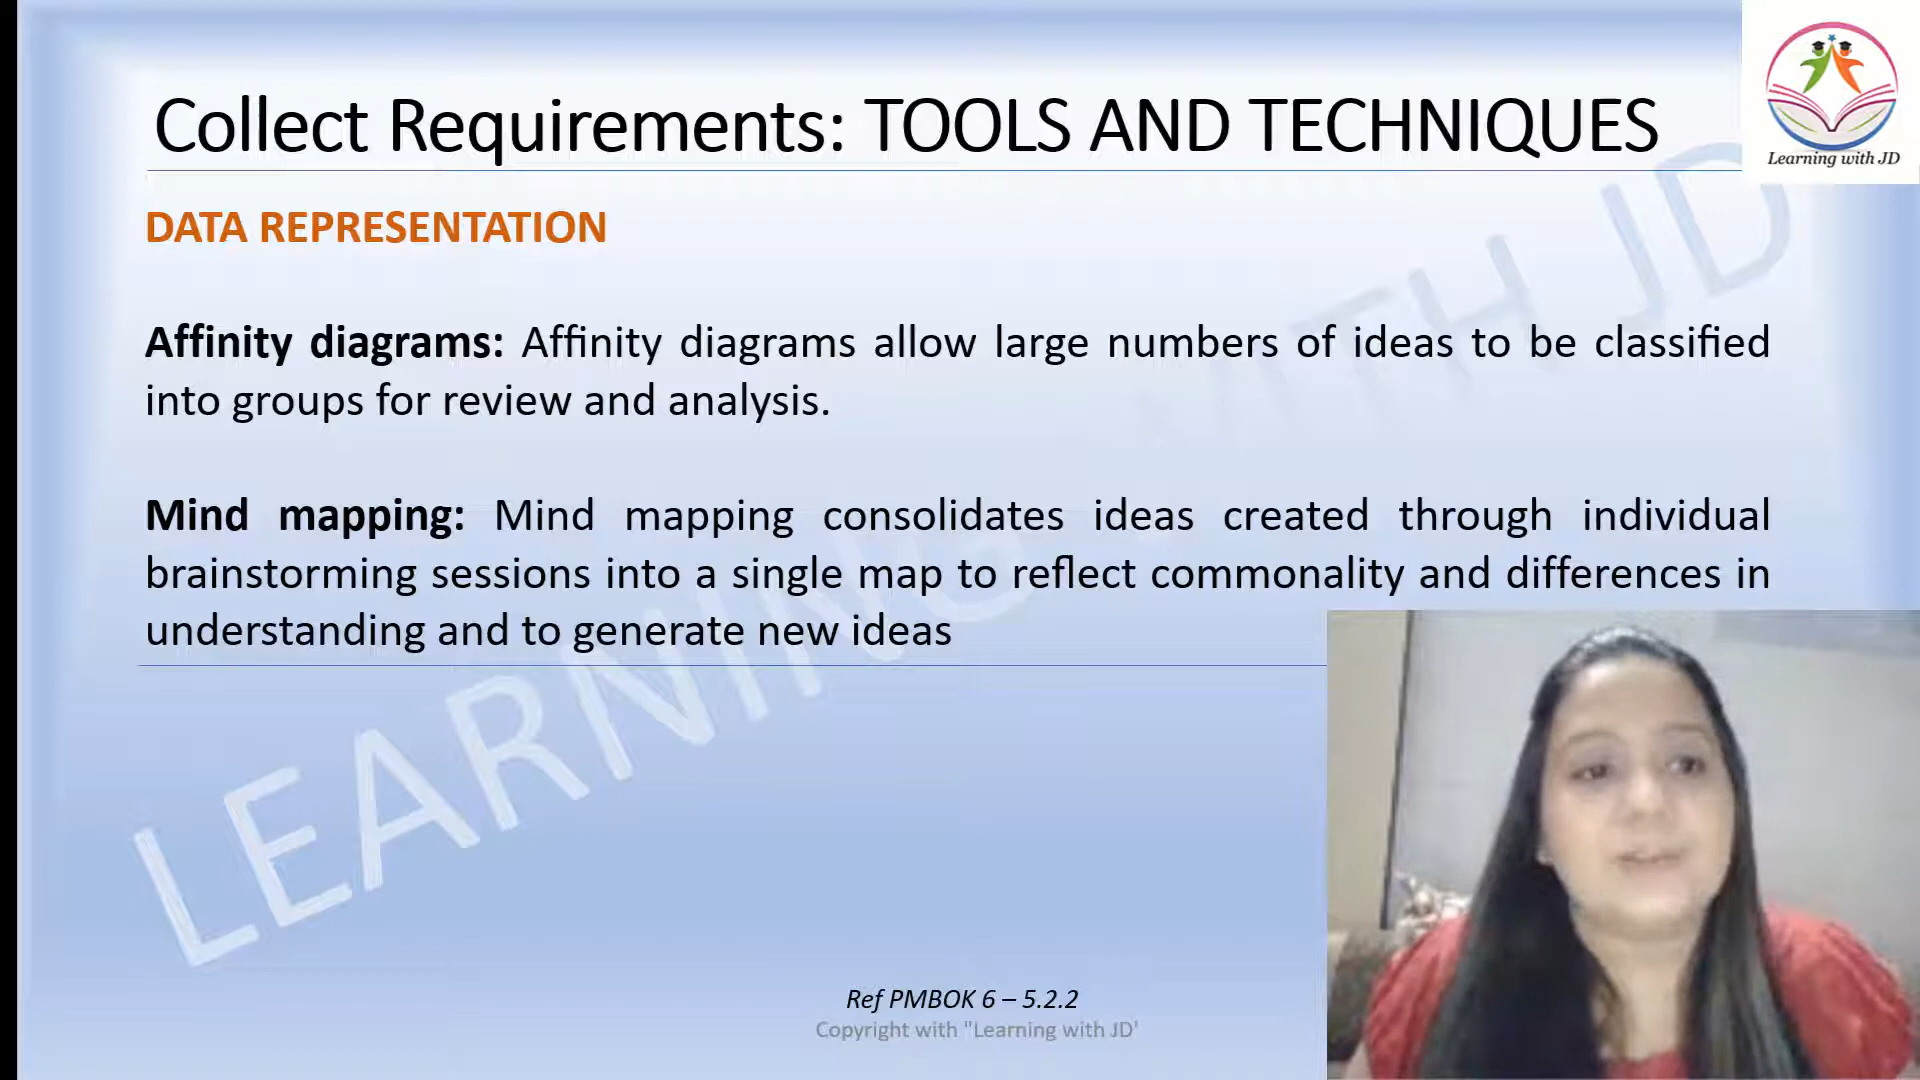 Collect Requirements: TOOLS AND TECHNIQUES
Learning with JD
DATA REPRESENTATION
Affinity diagrams: Affinity diagrams allow large numbers of ideas to be classified
into groups for review and analysis.
Mind mapping: Mind mapping consolidates ideas created through individual
brainstorming sessions into a single map to reflect commonality and differences in
understanding and to generate new ideas
LEARNING WITH JD
Ref PMBOK 6 – 5.2.2
Copyright with "Learning with JD'